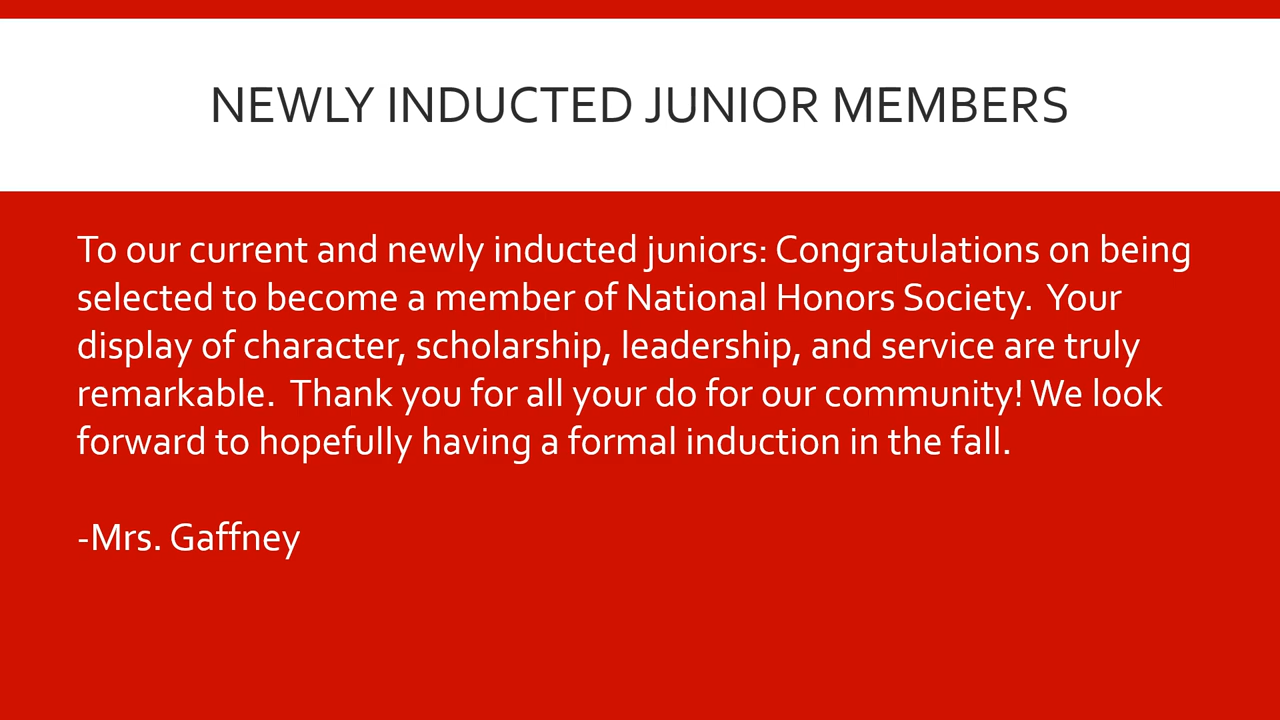 NEWLY INDUCTED JUNIOR MEMBERS
To our current and newly inducted juniors: Congratulations on being
selected to become a member of National Honors Society.  Your
display of character, scholarship, leadership, and service are truly
remarkable.  Thank you for all your do for our community! We look
forward to hopefully having a formal induction in the fall.
-Mrs. Gaffney